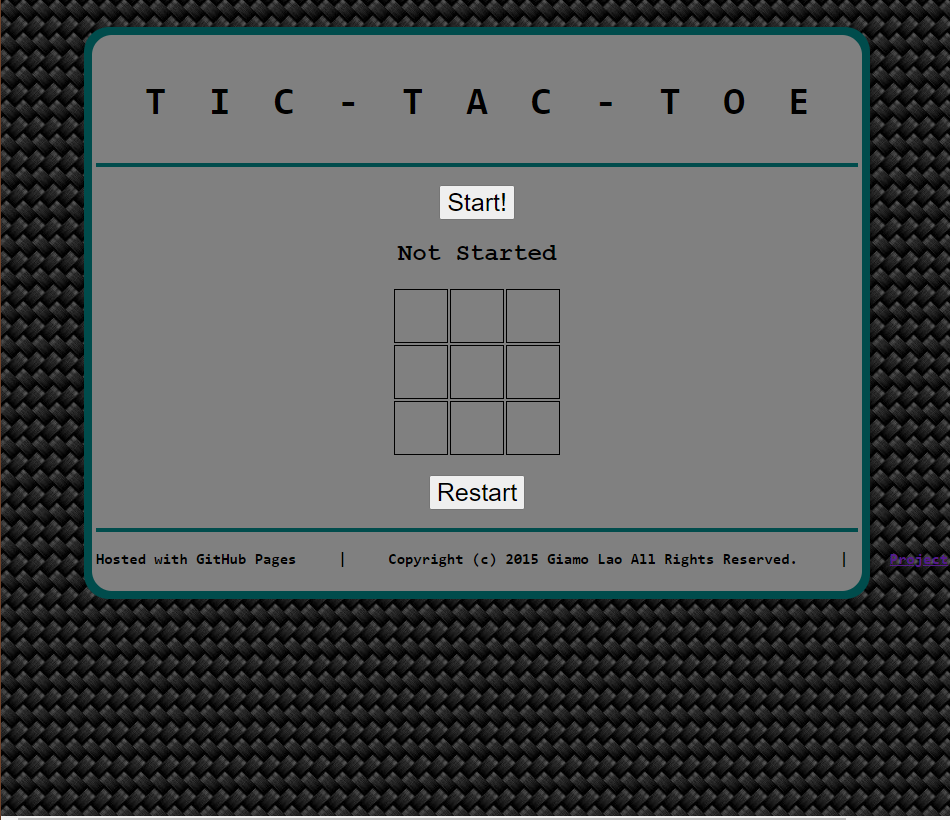 T I C - T A C - T O E
Start!
Not Started
Restart
Hosted with GitHub Pages | Copyright (c) 2015 Giamo Lao All Rights Reserved. | Project